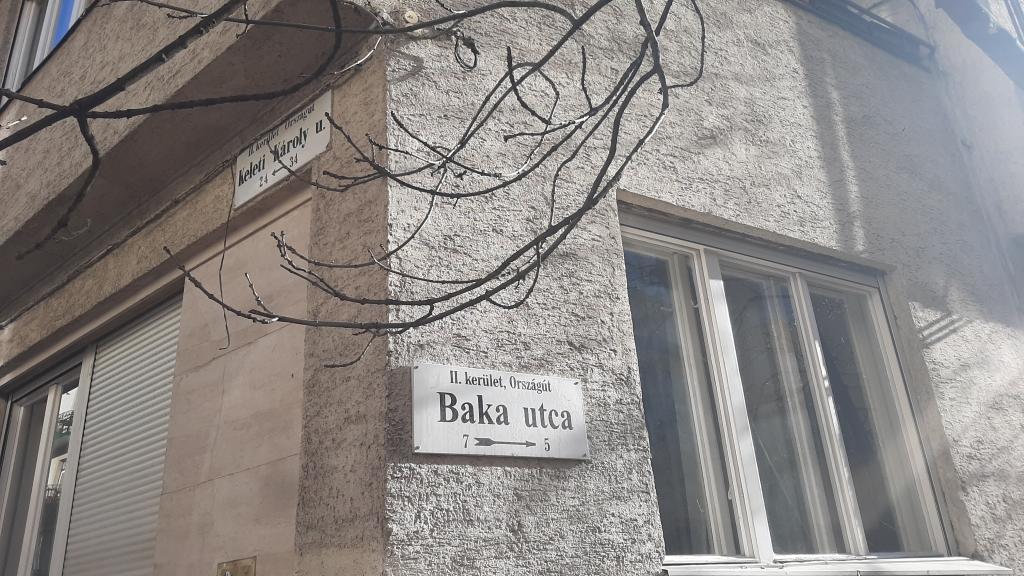 II. kerület Országút
Keleti Károly u.
24 ← 34
II. kerület, Országút
Baka utca
7 → 5